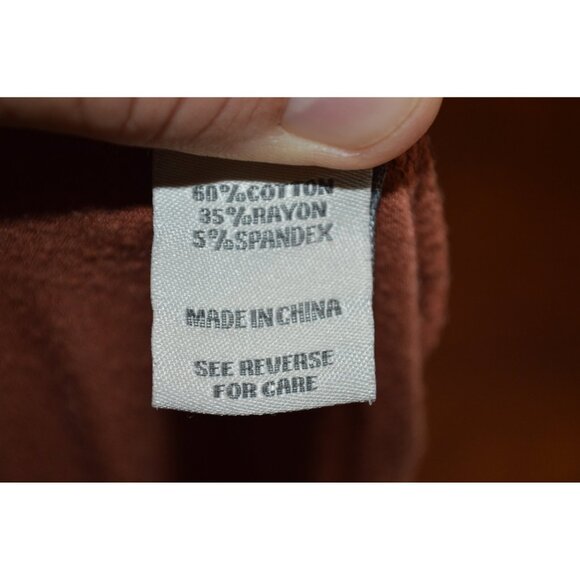 60%COTTON
35%RAYON
5%SPANDEX
MADE IN CHINA
SEE REVERSE
FOR CARE